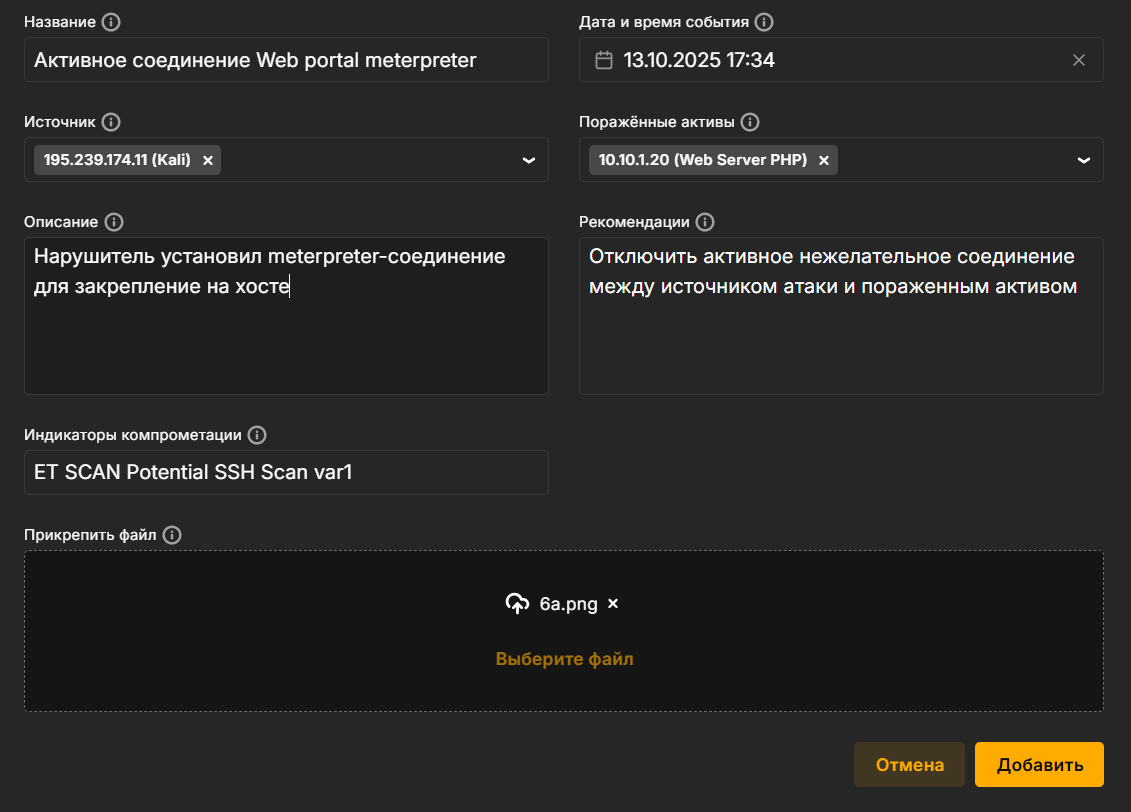 Название
Дата и время события
Активное соединение Web portal meterpreter
13.10.2025 17:34
Источник
Поражённые активы
195.239.174.11 (Kali)
10.10.1.20 (Web Server PHP)
Описание
Рекомендации
Нарушитель установил meterpreter-соединение
для закрепление на хосте
Отключить активное нежелательное соединение
между источником атаки и пораженным активом
Индикаторы компрометации
ET SCAN Potential SSH Scan var1
Прикрепить файл
6a.png
Выберите файл
Отмена
Добавить